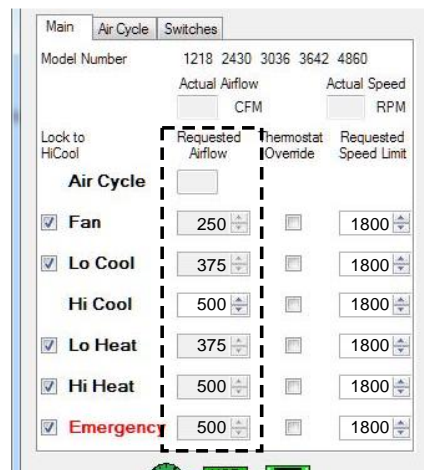 Main Air Cycle Switches
Model Number 1218 2430 3036 3642 4860
Actual Airflow Actual Speed
CFM RPM
Lock to HiCool Requested Airflow Thermostat Override Requested Speed Limit
Air Cycle
Fan 250 1800
Lo Cool 375 1800
Hi Cool 500 1800
Lo Heat 375 1800
Hi Heat 500 1800
Emergency 500 1800